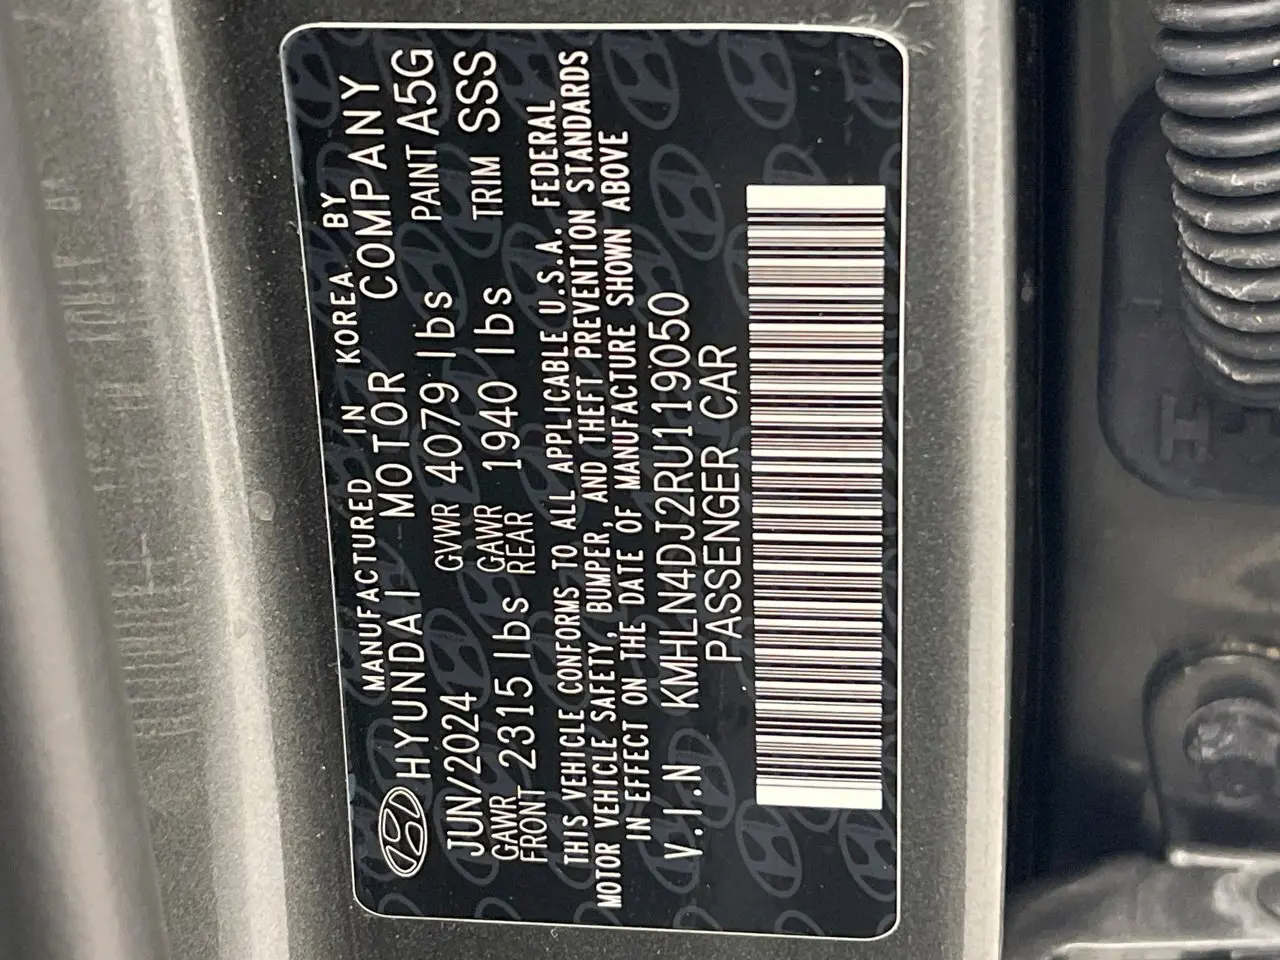 MANUFACTURED IN KOREA BY
HYUNDAI MOTOR COMPANY
JUN/2024 GVWR 4079 lbs PAINT A5G
GAWR FRONT 2315 lbs GAWR REAR 1940 lbs TRIM SSS
THIS VEHICLE CONFORMS TO ALL APPLICABLE U.S.A. FEDERAL
MOTOR VEHICLE SAFETY, BUMPER, AND THEFT PREVENTION STANDARDS
IN EFFECT ON THE DATE OF MANUFACTURE SHOWN ABOVE
V.I.N KMHLN4DJ2RU119050
PASSENGER CAR